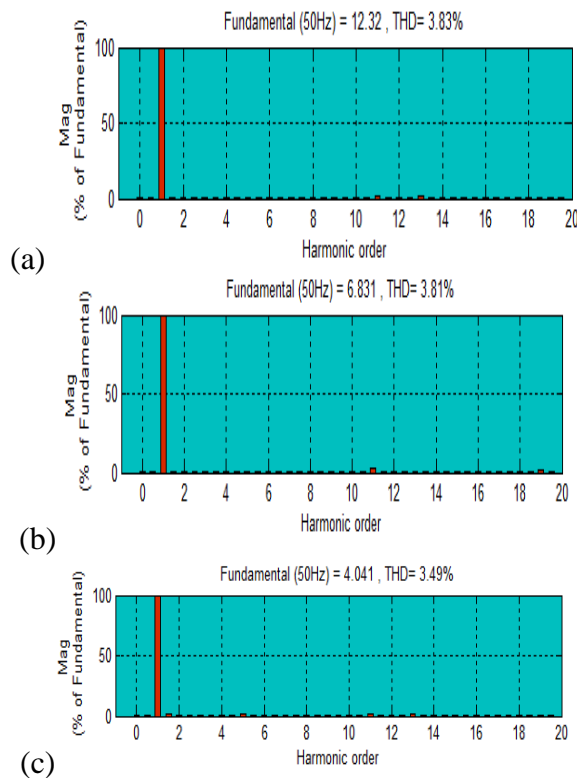 Fundamental (50Hz) = 12.32 , THD= 3.83%
Mag
(% of Fundamental)
100
50
0
0 2 4 6 8 10 12 14 16 18 20
Harmonic order
(a)
Fundamental (50Hz) = 6.831 , THD= 3.81%
Mag
(% of Fundamental)
100
50
0
0 2 4 6 8 10 12 14 16 18 20
Harmonic order
(b)
Fundamental (50Hz) = 4.041 , THD= 3.49%
Mag
(% of Fundamental)
100
50
0
0 2 4 6 8 10 12 14 16 18 20
Harmonic order
(c)